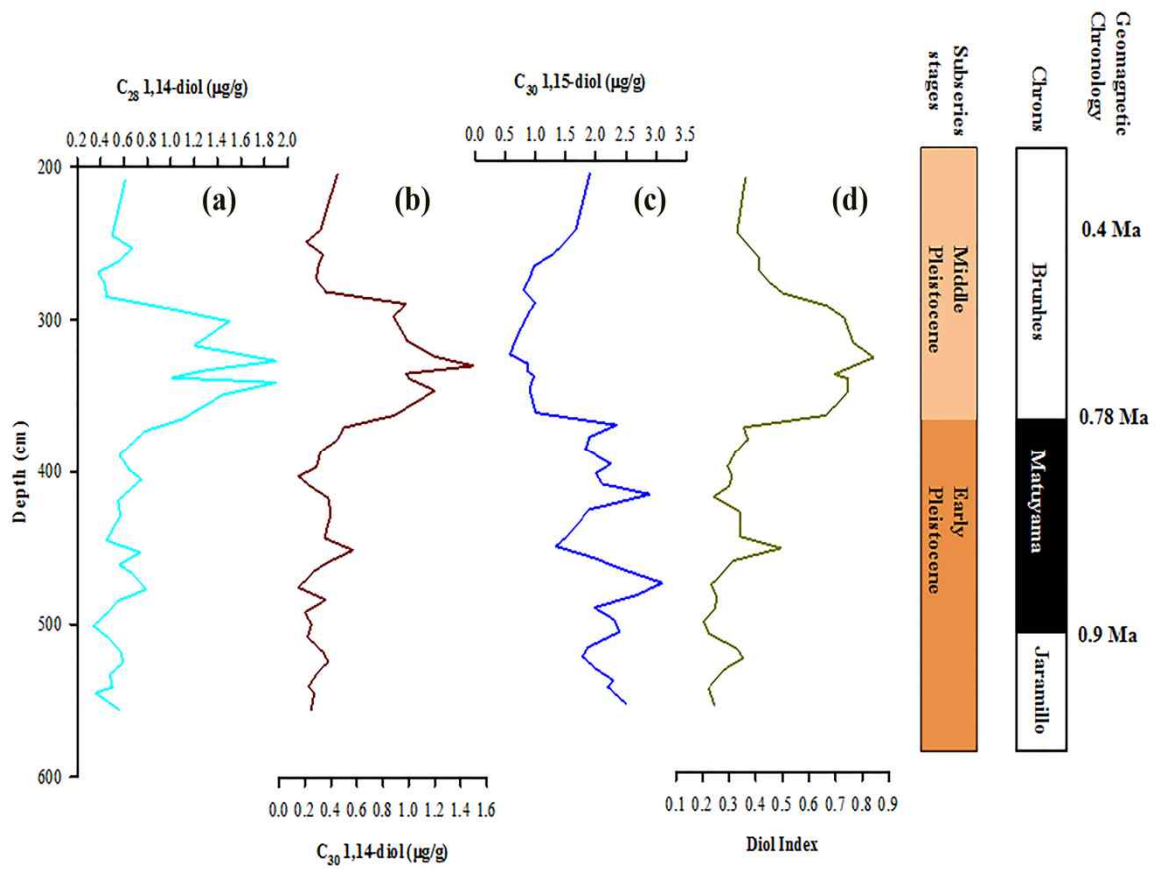 C28 1,14-diol (µg/g)
0.2 0.4 0.6 0.8 1.0 1.2 1.4 1.6 1.8 2.0
C30 1,15-diol (µg/g)
0.0 0.5 1.0 1.5 2.0 2.5 3.0 3.5
Subseries
stages
Chrons
Geomagnetic
Chronology
(a)
(b)
(c)
(d)
Depth (cm)
200
300
400
500
600
Middle
Pleistocene
Early
Pleistocene
Brunhes
Matuyama
Jaramillo
0.4 Ma
0.78 Ma
0.9 Ma
0.0 0.2 0.4 0.6 0.8 1.0 1.2 1.4 1.6
C30 1,14-diol (µg/g)
0.1 0.2 0.3 0.4 0.5 0.6 0.7 0.8 0.9
Diol Index